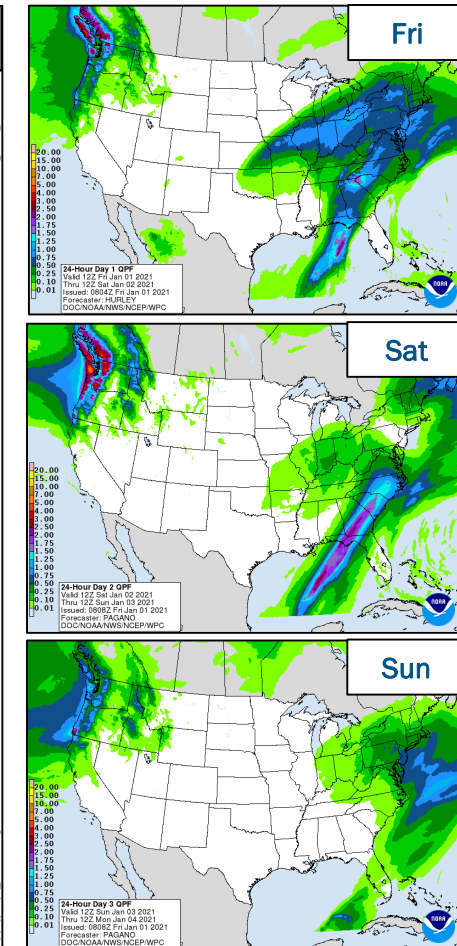 Fri
20.00
15.00
10.00
7.00
5.00
4.00
3.00
2.50
2.00
1.75
1.50
1.25
1.00
0.75
0.50
0.25
0.10
0.01
24-Hour Day 1 QPF
Valid 12Z Fri Jan 01 2021
Thru 12Z Sat Jan 02 2021
Issued: 0804Z Fri Jan 01 2021
Forecaster: HURLEY
DOC/NOAA/NWS/NCEP/WPC
NOAA
Sat
20.00
15.00
10.00
7.00
5.00
4.00
3.00
2.50
2.00
1.75
1.50
1.25
1.00
0.75
0.50
0.25
0.10
0.01
24-Hour Day 2 QPF
Valid 12Z Sat Jan 02 2021
Thru 12Z Sun Jan 03 2021
Issued: 0808Z Fri Jan 01 2021
Forecaster: PAGANO
DOC/NOAA/NWS/NCEP/WPC
NOAA
Sun
20.00
15.00
10.00
7.00
5.00
4.00
3.00
2.50
2.00
1.75
1.50
1.25
1.00
0.75
0.50
0.25
0.10
0.01
24-Hour Day 3 QPF
Valid 12Z Sun Jan 03 2021
Thru 12Z Mon Jan 04 2021
Issued: 0808Z Fri Jan 01 2021
Forecaster: PAGANO
DOC/NOAA/NWS/NCEP/WPC
NOAA